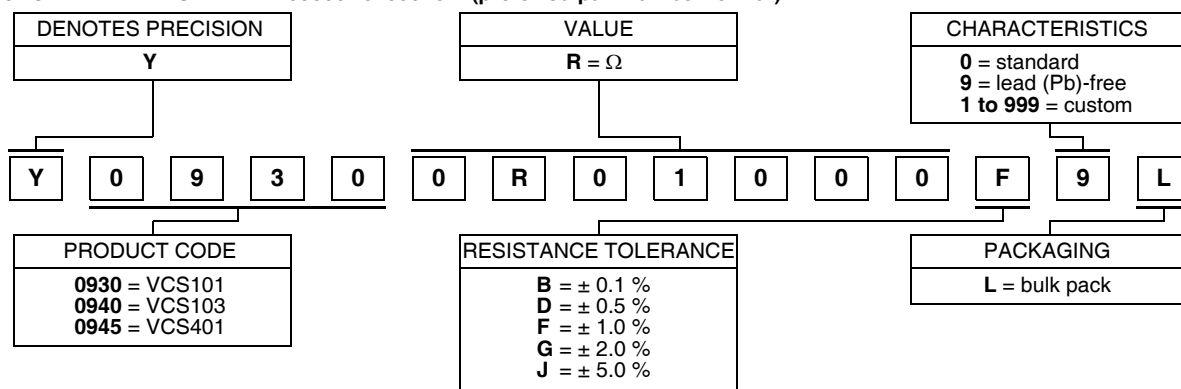 DENOTES PRECISION
Y
VALUE
R = Ω
CHARACTERISTICS
0 = standard
9 = lead (Pb)-free
1 to 999 = custom
Y 0 9 3 0 0 R 0 1 0 0 0 F 9 L
PRODUCT CODE
0930 = VCS101
0940 = VCS103
0945 = VCS401
RESISTANCE TOLERANCE
B = ± 0.1 %
D = ± 0.5 %
F = ± 1.0 %
G = ± 2.0 %
J = ± 5.0 %
PACKAGING
L = bulk pack